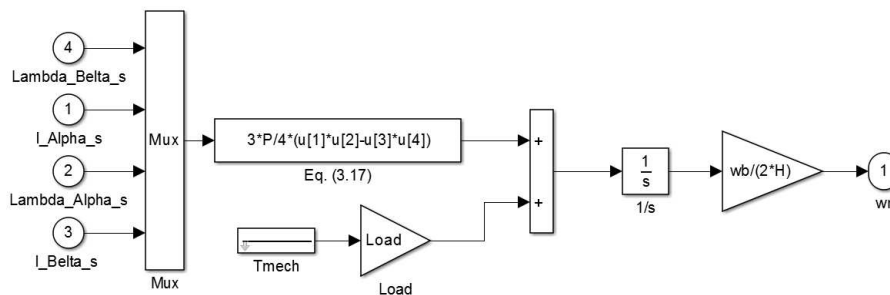 4
Lambda_Belta_s
1
I_Alpha_s
2
Lambda_Alpha_s
3
I_Belta_s
Mux
Mux
3*P/4*(u[1]*u[2]-u[3]*u[4])
Eq. (3.17)
Tmech
Load
Load
+
+
1
s
1/s
wb/(2*H)
1
wr